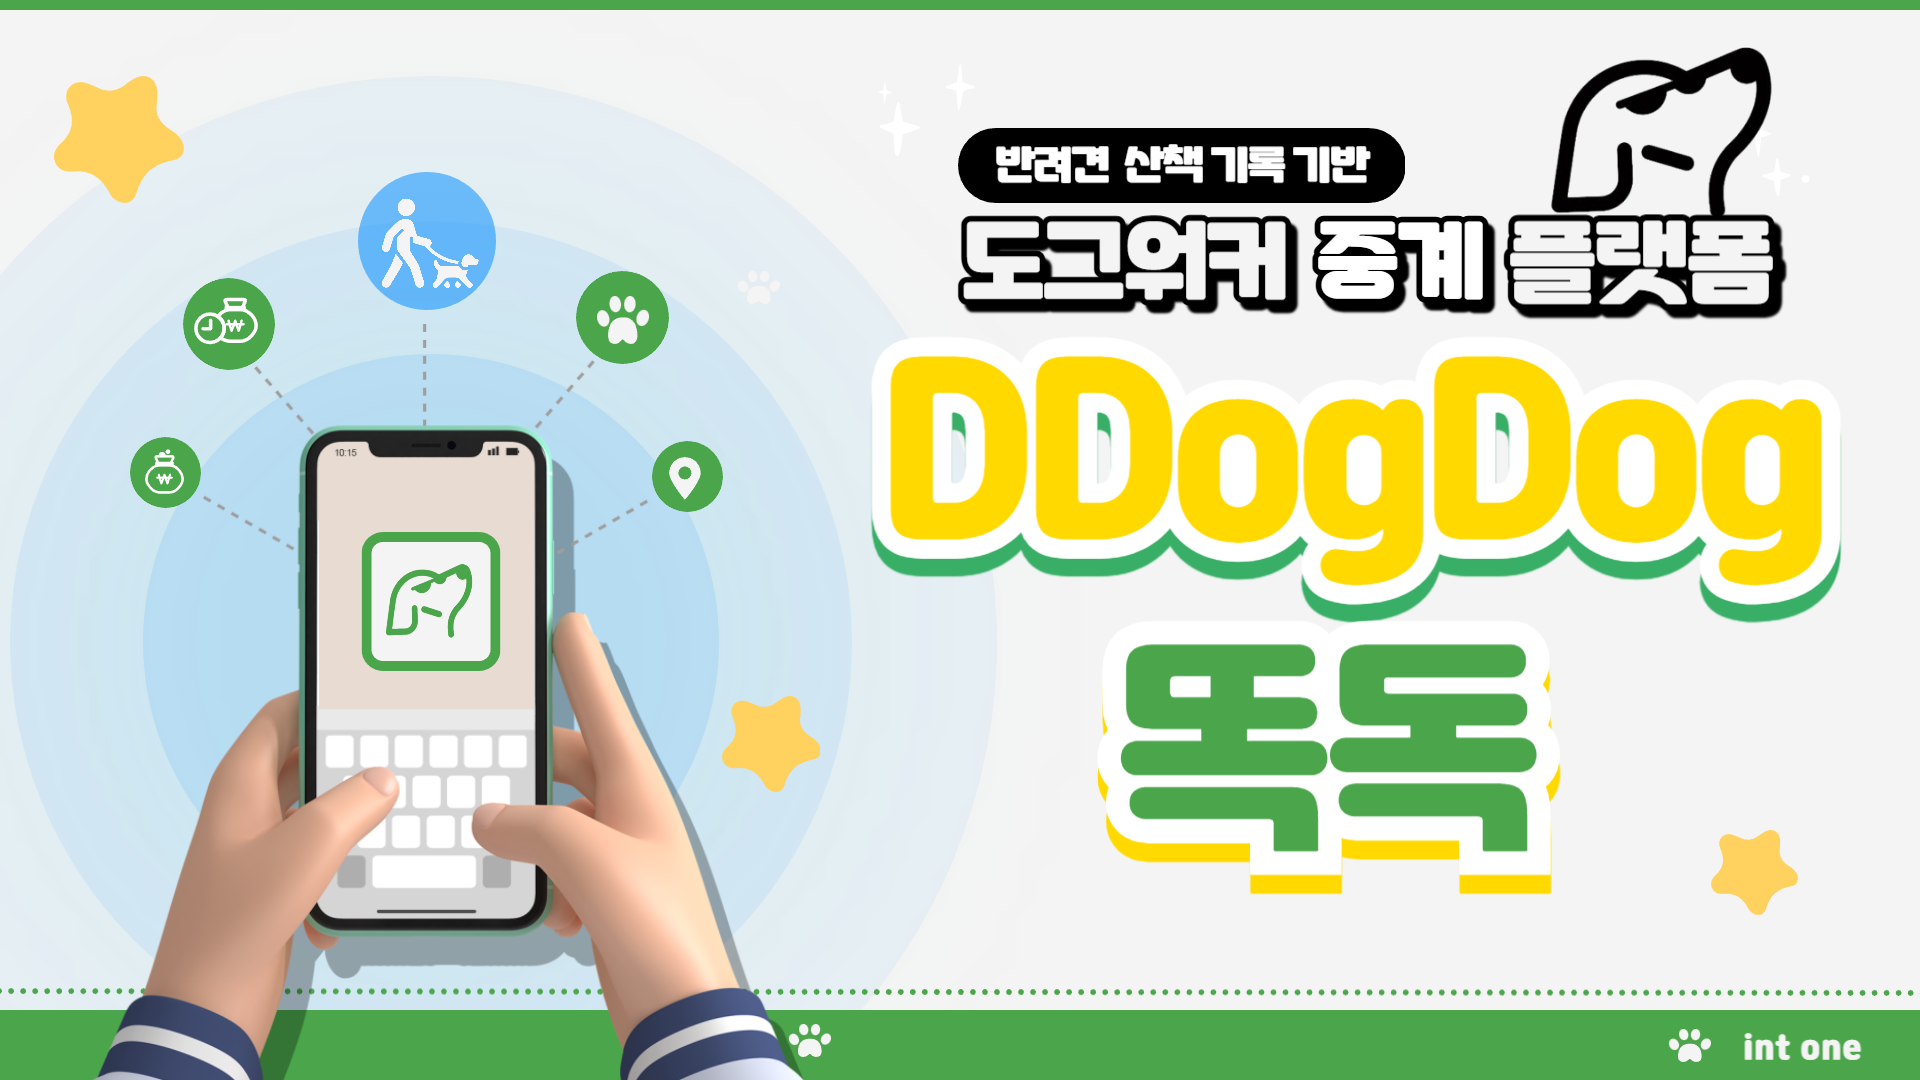 반려견 산책 기록 기반
도그워커 중계 플랫폼
DDogDog
똑독
10:15
int one